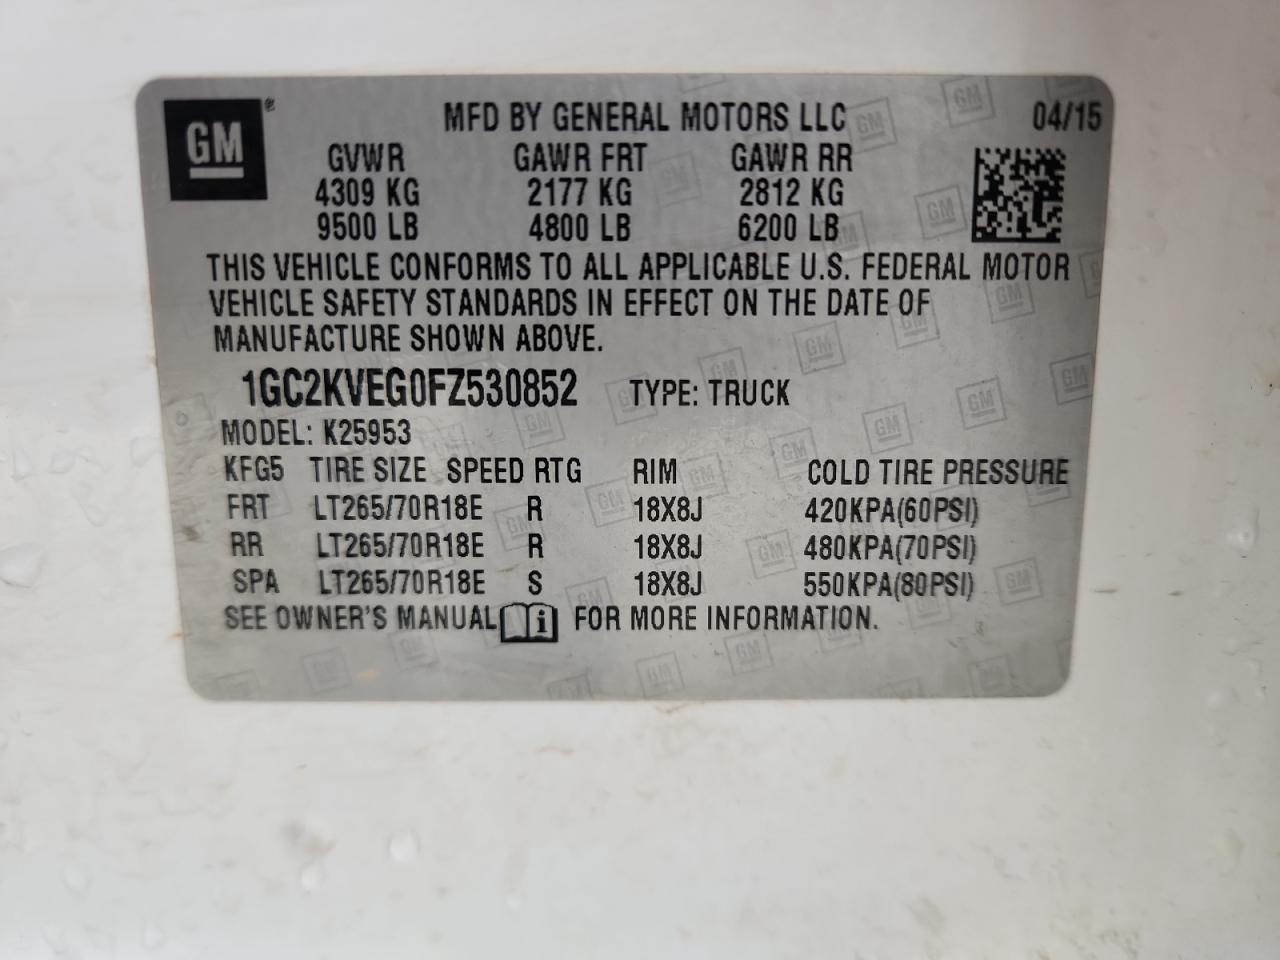 GM
MFD BY GENERAL MOTORS LLC 04/15
GVWR GAWR FRT GAWR RR
4309 KG 2177 KG 2812 KG
9500 LB 4800 LB 6200 LB
THIS VEHICLE CONFORMS TO ALL APPLICABLE U.S. FEDERAL MOTOR
VEHICLE SAFETY STANDARDS IN EFFECT ON THE DATE OF
MANUFACTURE SHOWN ABOVE.
1GC2KVEG0FZ530852 TYPE: TRUCK
MODEL: K25953
KFG5 TIRE SIZE SPEED RTG RIM COLD TIRE PRESSURE
FRT LT265/70R18E R 18X8J 420KPA(60PSI)
RR LT265/70R18E R 18X8J 480KPA(70PSI)
SPA LT265/70R18E S 18X8J 550KPA(80PSI)
SEE OWNER'S MANUAL i FOR MORE INFORMATION.